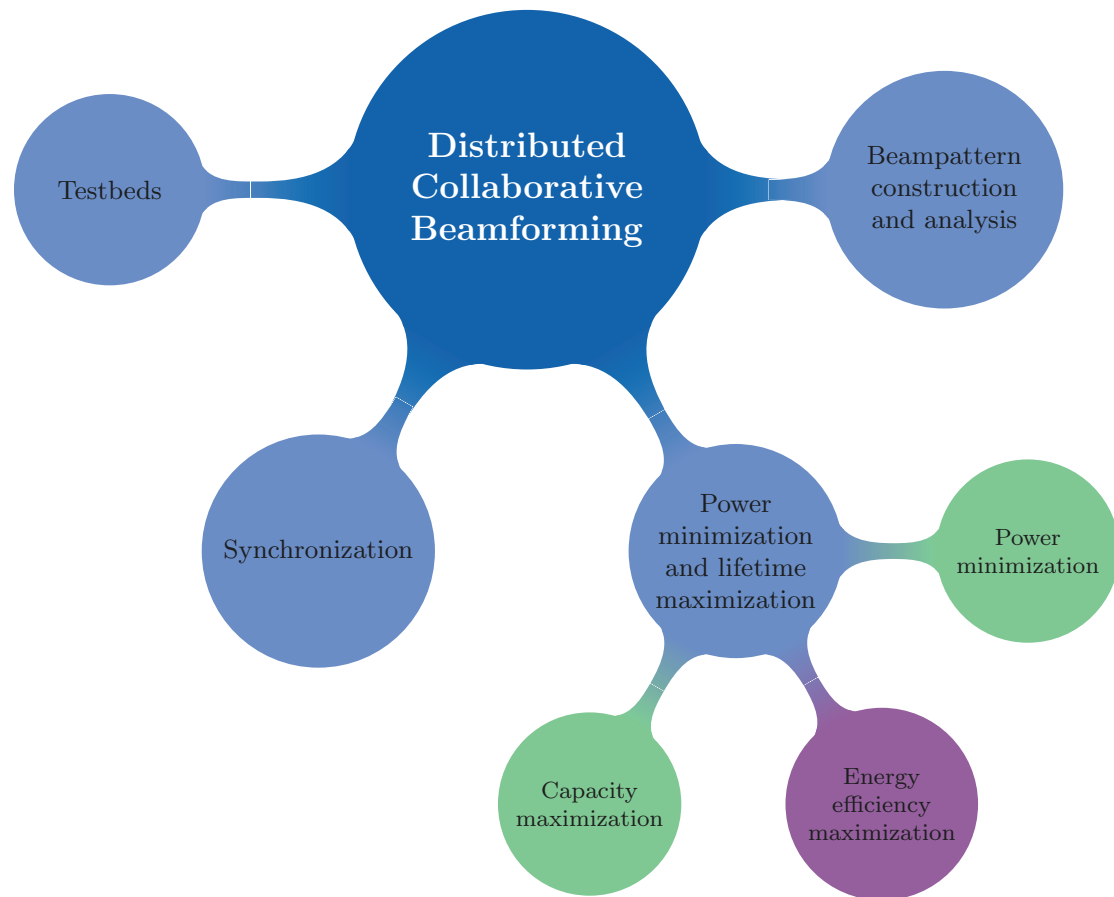 Distributed
Collaborative
Beamforming
Testbeds
Beampattern
construction
and analysis
Synchronization
Power
minimization
and lifetime
maximization
Power
minimization
Capacity
maximization
Energy
efficiency
maximization